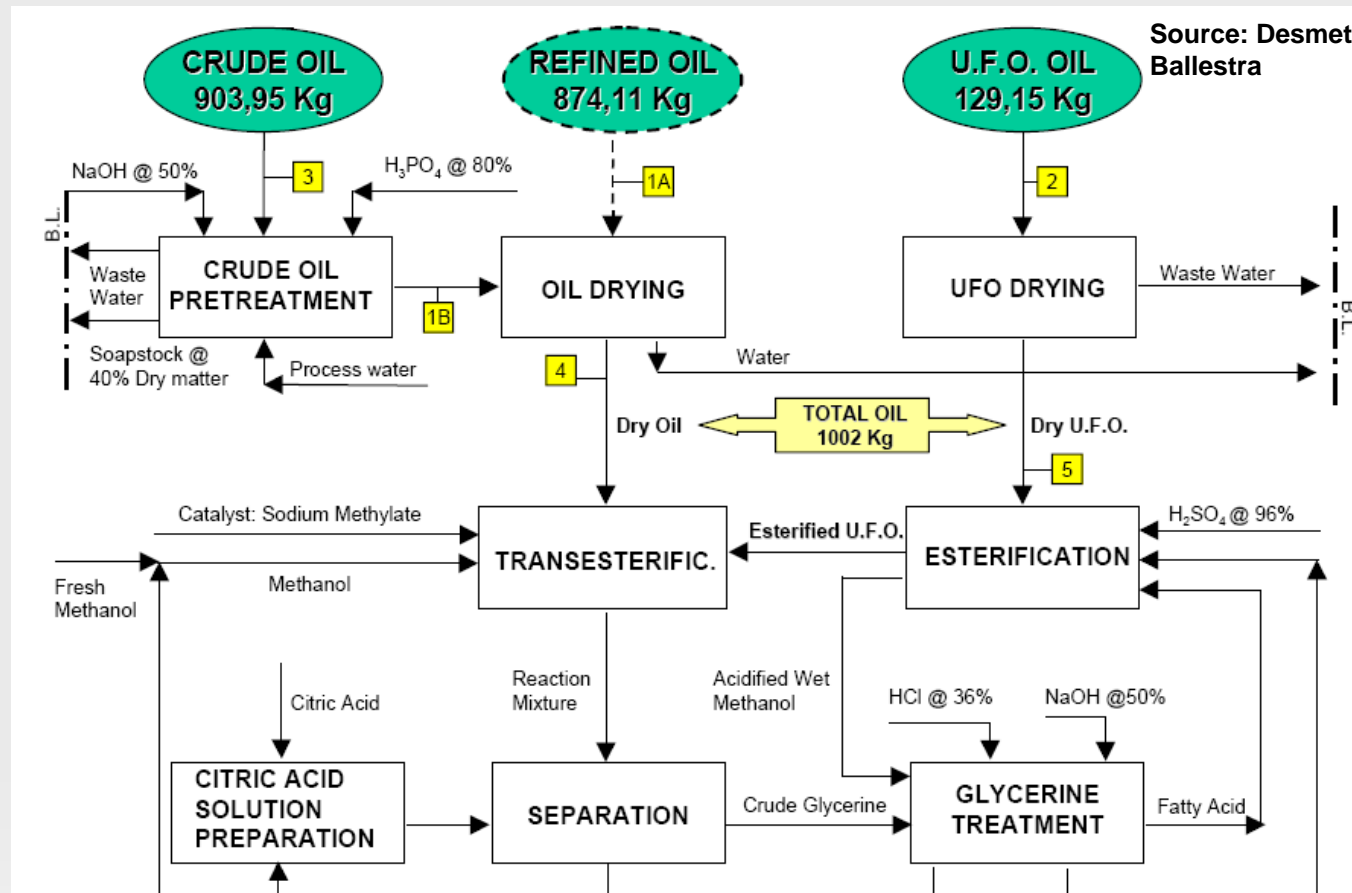 Source: Desmet
Ballestra
CRUDE OIL
903,95 Kg
REFINED OIL
874,11 Kg
U.F.O. OIL
129,15 Kg
NaOH @ 50%
3
H₃PO₄ @ 80%
1A
2
B.L.
CRUDE OIL
PRETREATMENT
Waste
Water
1B
OIL DRYING
UFO DRYING
Waste Water
B.L.
Soapstock @
40% Dry matter
Process water
Water
4
Dry Oil
TOTAL OIL
1002 Kg
Dry U.F.O.
5
Catalyst: Sodium Methylate
H₂SO₄ @ 96%
Esterified U.F.O.
TRANSESTERIFIC.
ESTERIFICATION
Fresh
Methanol
Methanol
Reaction
Mixture
Acidified Wet
Methanol
Citric Acid
HCl @ 36%
NaOH @50%
CITRIC ACID
SOLUTION
PREPARATION
SEPARATION
Crude Glycerine
GLYCERINE
TREATMENT
Fatty Acid